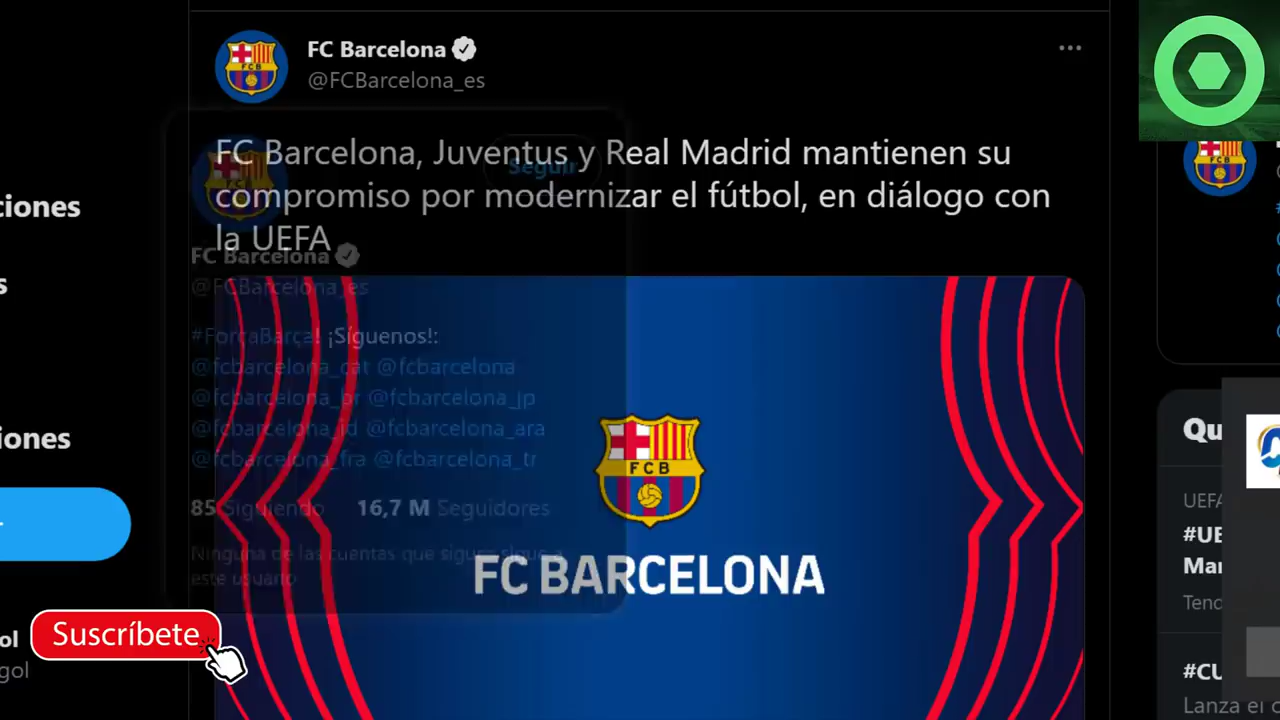 FC Barcelona
@FCBarcelona_es
FC Barcelona, Juventus y Real Madrid mantienen su
compromiso por modernizar el fútbol, en diálogo con
la UEFA
Seguir
FC Barcelona
@FCBarcelona_es
#ForçaBarça! ¡Síguenos!:
@fcbarcelona_cat @fcbarcelona
@fcbarcelona_br @fcbarcelona_jp
@fcbarcelona_id @fcbarcelona_ara
@fcbarcelona_fra @fcbarcelona_tr
85 Siguiendo 16,7 M Seguidores
Ninguna de las cuentas que sigues sigue a
este usuario
FCB
FC BARCELONA
ciones
s
iones
Suscríbete
ol
gol
Qu
UEFA
#UE
Mar
Tend
#CU
Lanza el c